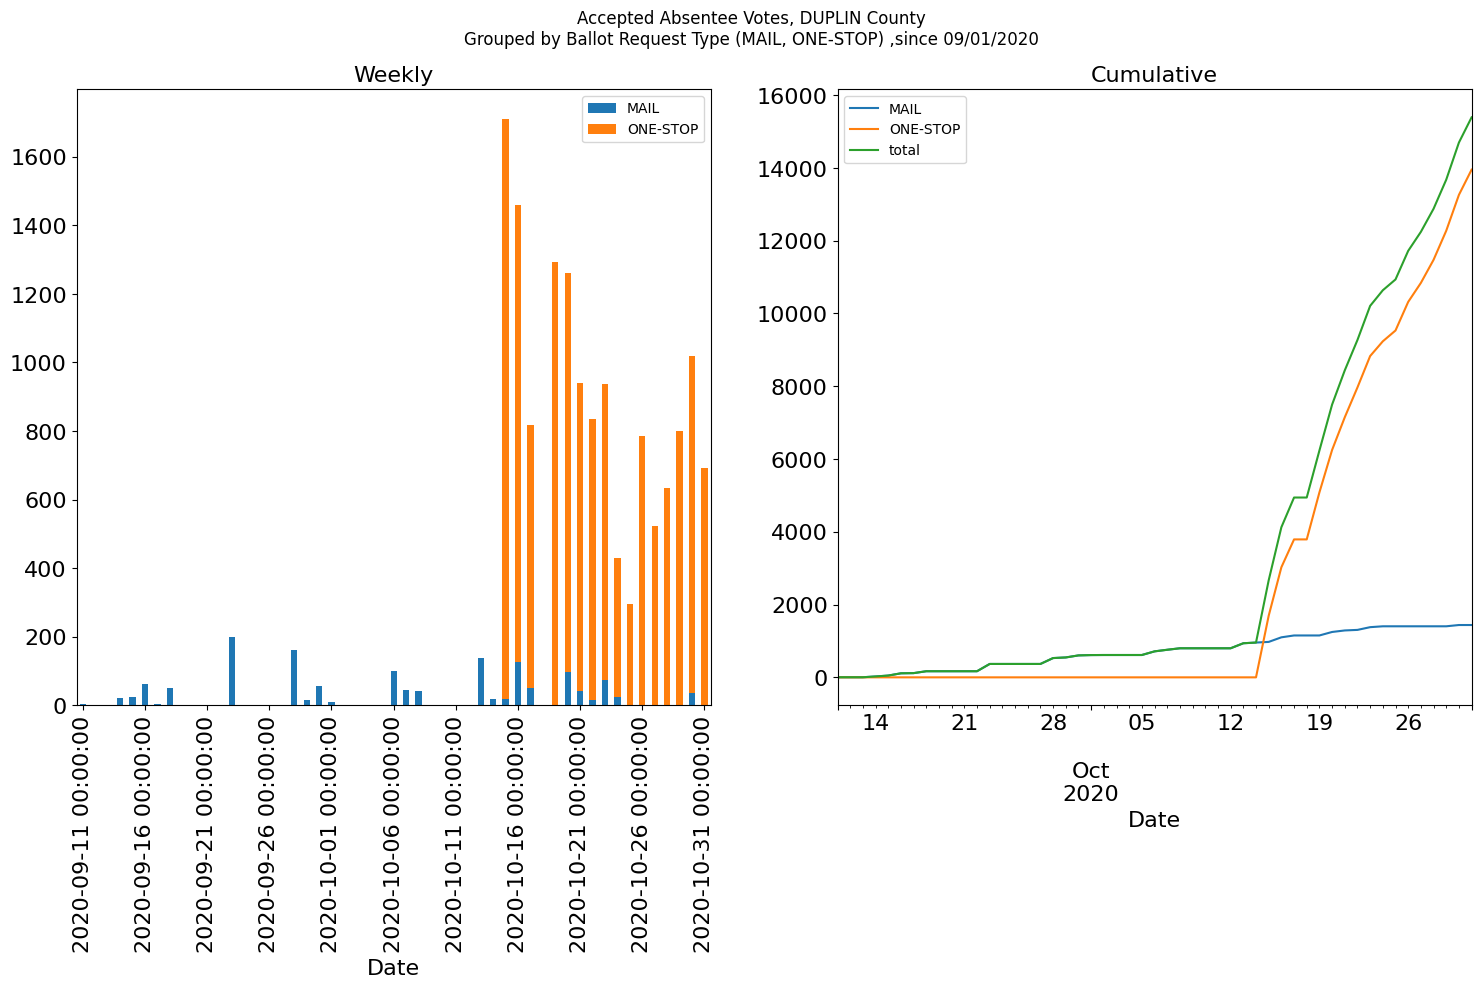 Accepted Absentee Votes, DUPLIN County
Grouped by Ballot Request Type (MAIL, ONE-STOP) ,since 09/01/2020
Weekly
MAIL
ONE-STOP
1600
1400
1200
1000
800
600
400
200
0
2020-09-11 00:00:00
2020-09-16 00:00:00
2020-09-21 00:00:00
2020-09-26 00:00:00
2020-10-01 00:00:00
2020-10-06 00:00:00
2020-10-11 00:00:00
2020-10-16 00:00:00
2020-10-21 00:00:00
2020-10-26 00:00:00
2020-10-31 00:00:00
Date
Cumulative
MAIL
ONE-STOP
total
16000
14000
12000
10000
8000
6000
4000
2000
0
14 21 28 05 12 19 26
Oct
2020
Date